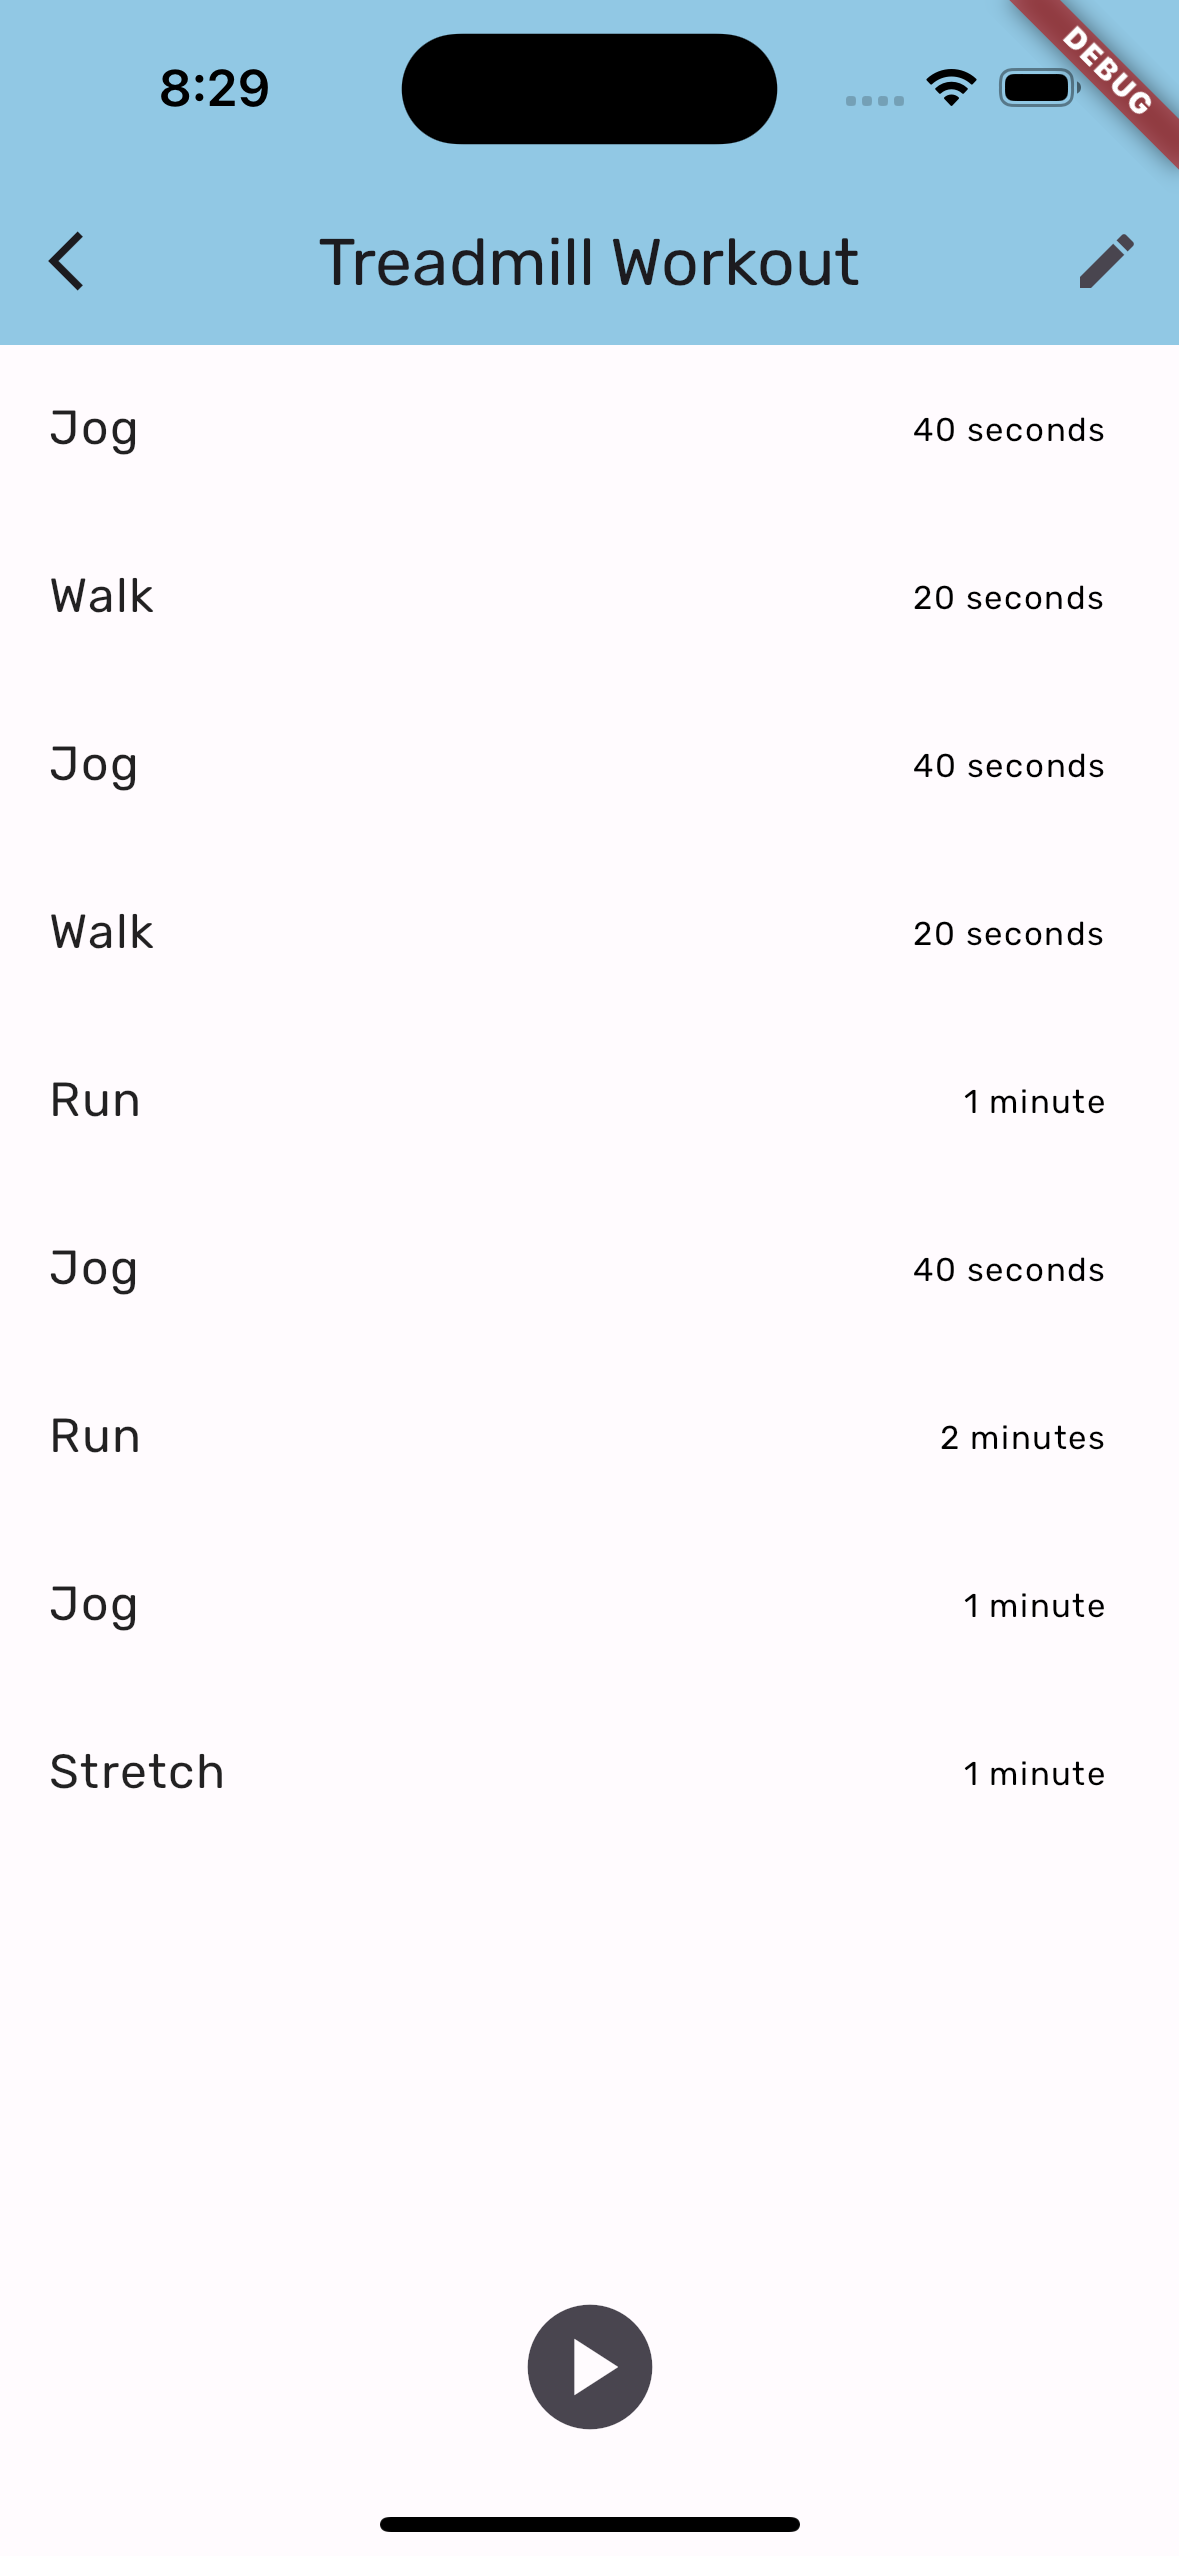 8:29
DEBUG
Treadmill Workout
Jog 40 seconds
Walk 20 seconds
Jog 40 seconds
Walk 20 seconds
Run 1 minute
Jog 40 seconds
Run 2 minutes
Jog 1 minute
Stretch 1 minute